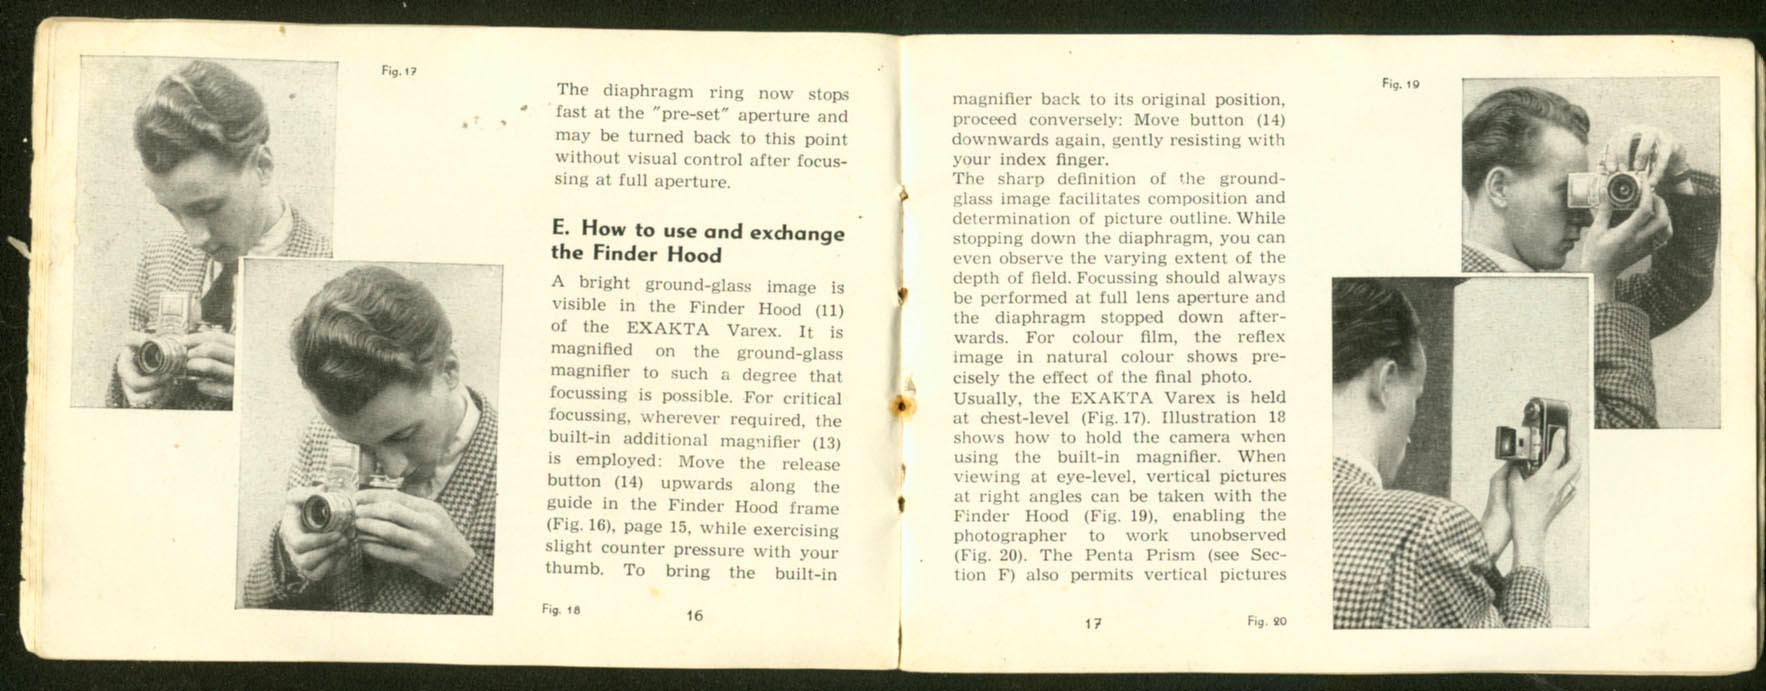 Fig. 17
The diaphragm ring now stops
fast at the "pre-set" aperture and
may be turned back to this point
without visual control after focus-
sing at full aperture.
E. How to use and exchange
the Finder Hood
A bright ground-glass image is
visible in the Finder Hood (11)
of the EXAKTA Varex. It is
magnified on the ground-glass
magnifier to such a degree that
focussing is possible. For critical
focussing, wherever required, the
built-in additional magnifier (13)
is employed: Move the release
button (14) upwards along the
guide in the Finder Hood frame
(Fig. 16), page 15, while exercising
slight counter pressure with your
thumb. To bring the built-in
Fig. 18
16
Fig. 19
magnifier back to its original position,
proceed conversely: Move button (14)
downwards again, gently resisting with
your index finger.
The sharp definition of the ground-
glass image facilitates composition and
determination of picture outline. While
stopping down the diaphragm, you can
even observe the varying extent of the
depth of field. Focussing should always
be performed at full lens aperture and
the diaphragm stopped down after-
wards. For colour film, the reflex
image in natural colour shows pre-
cisely the effect of the final photo.
Usually, the EXAKTA Varex is held
at chest-level (Fig. 17). Illustration 18
shows how to hold the camera when
using the built-in magnifier. When
viewing at eye-level, vertical pictures
at right angles can be taken with the
Finder Hood (Fig. 19), enabling the
photographer to work unobserved
(Fig. 20). The Penta Prism (see Sec-
tion F) also permits vertical pictures
17
Fig. 20